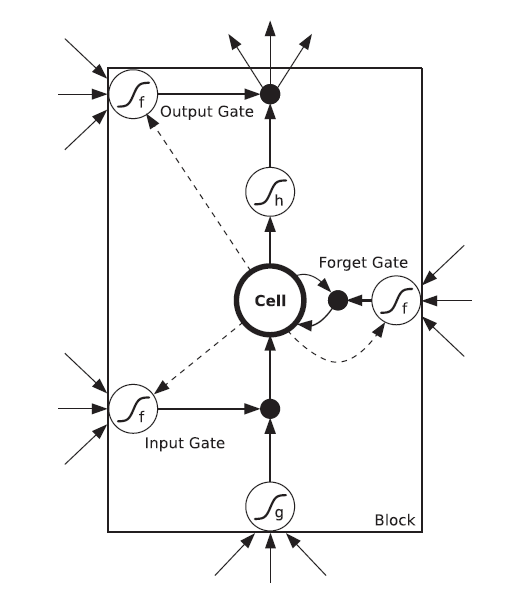 f
Output Gate
h
Forget Gate
Cell
f
f
Input Gate
g
Block